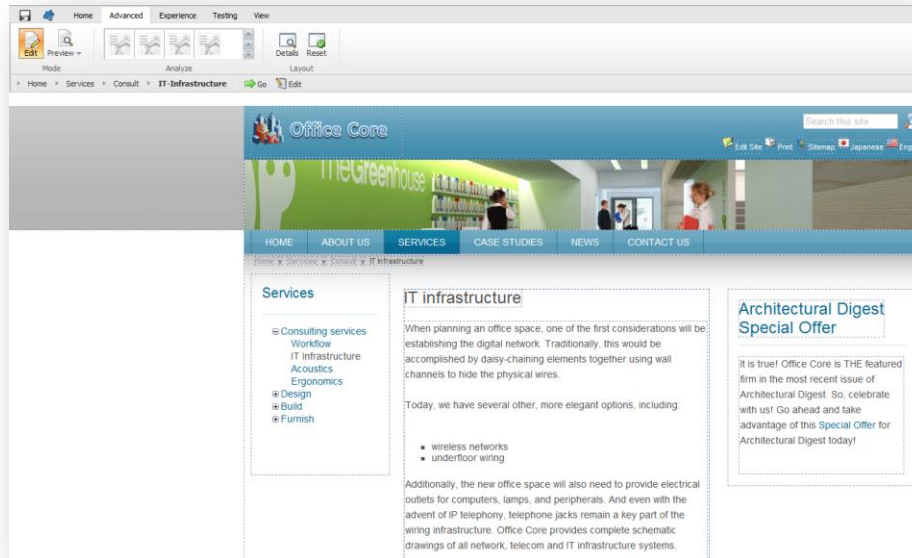 Home Advanced Experience Testing View
Edit Preview Details Reset
Mode Analyze Layout
Home Services Consult IT-Infrastructure Go Edit
Office Core
Search this site
Edit Site Print Sitemap Japanese Eng
TheGreenhouse
HOME ABOUT US SERVICES CASE STUDIES NEWS CONTACT US
Home Services Consult IT Infrastructure
Services
Consulting services
Workflow
IT Infrastructure
Acoustics
Ergonomics
Design
Build
Furnish
IT infrastructure
When planning an office space, one of the first considerations will be
establishing the digital network. Traditionally, this would be
accomplished by daisy-chaining elements together using wall
channels to hide the physical wires.
Today, we have several other, more elegant options, including:
wireless networks
underfloor wiring
Additionally, the new office space will also need to provide electrical
outlets for computers, lamps, and peripherals. And even with the
advent of IP telephony, telephone jacks remain a key part of the
wiring infrastructure. Office Core provides complete schematic
drawings of all network, telecom and IT infrastructure systems.
Architectural Digest
Special Offer
It is true! Office Core is THE featured
firm in the most recent issue of
Architectural Digest. So, celebrate
with us! Go ahead and take
advantage of this Special Offer for
Architectural Digest today!